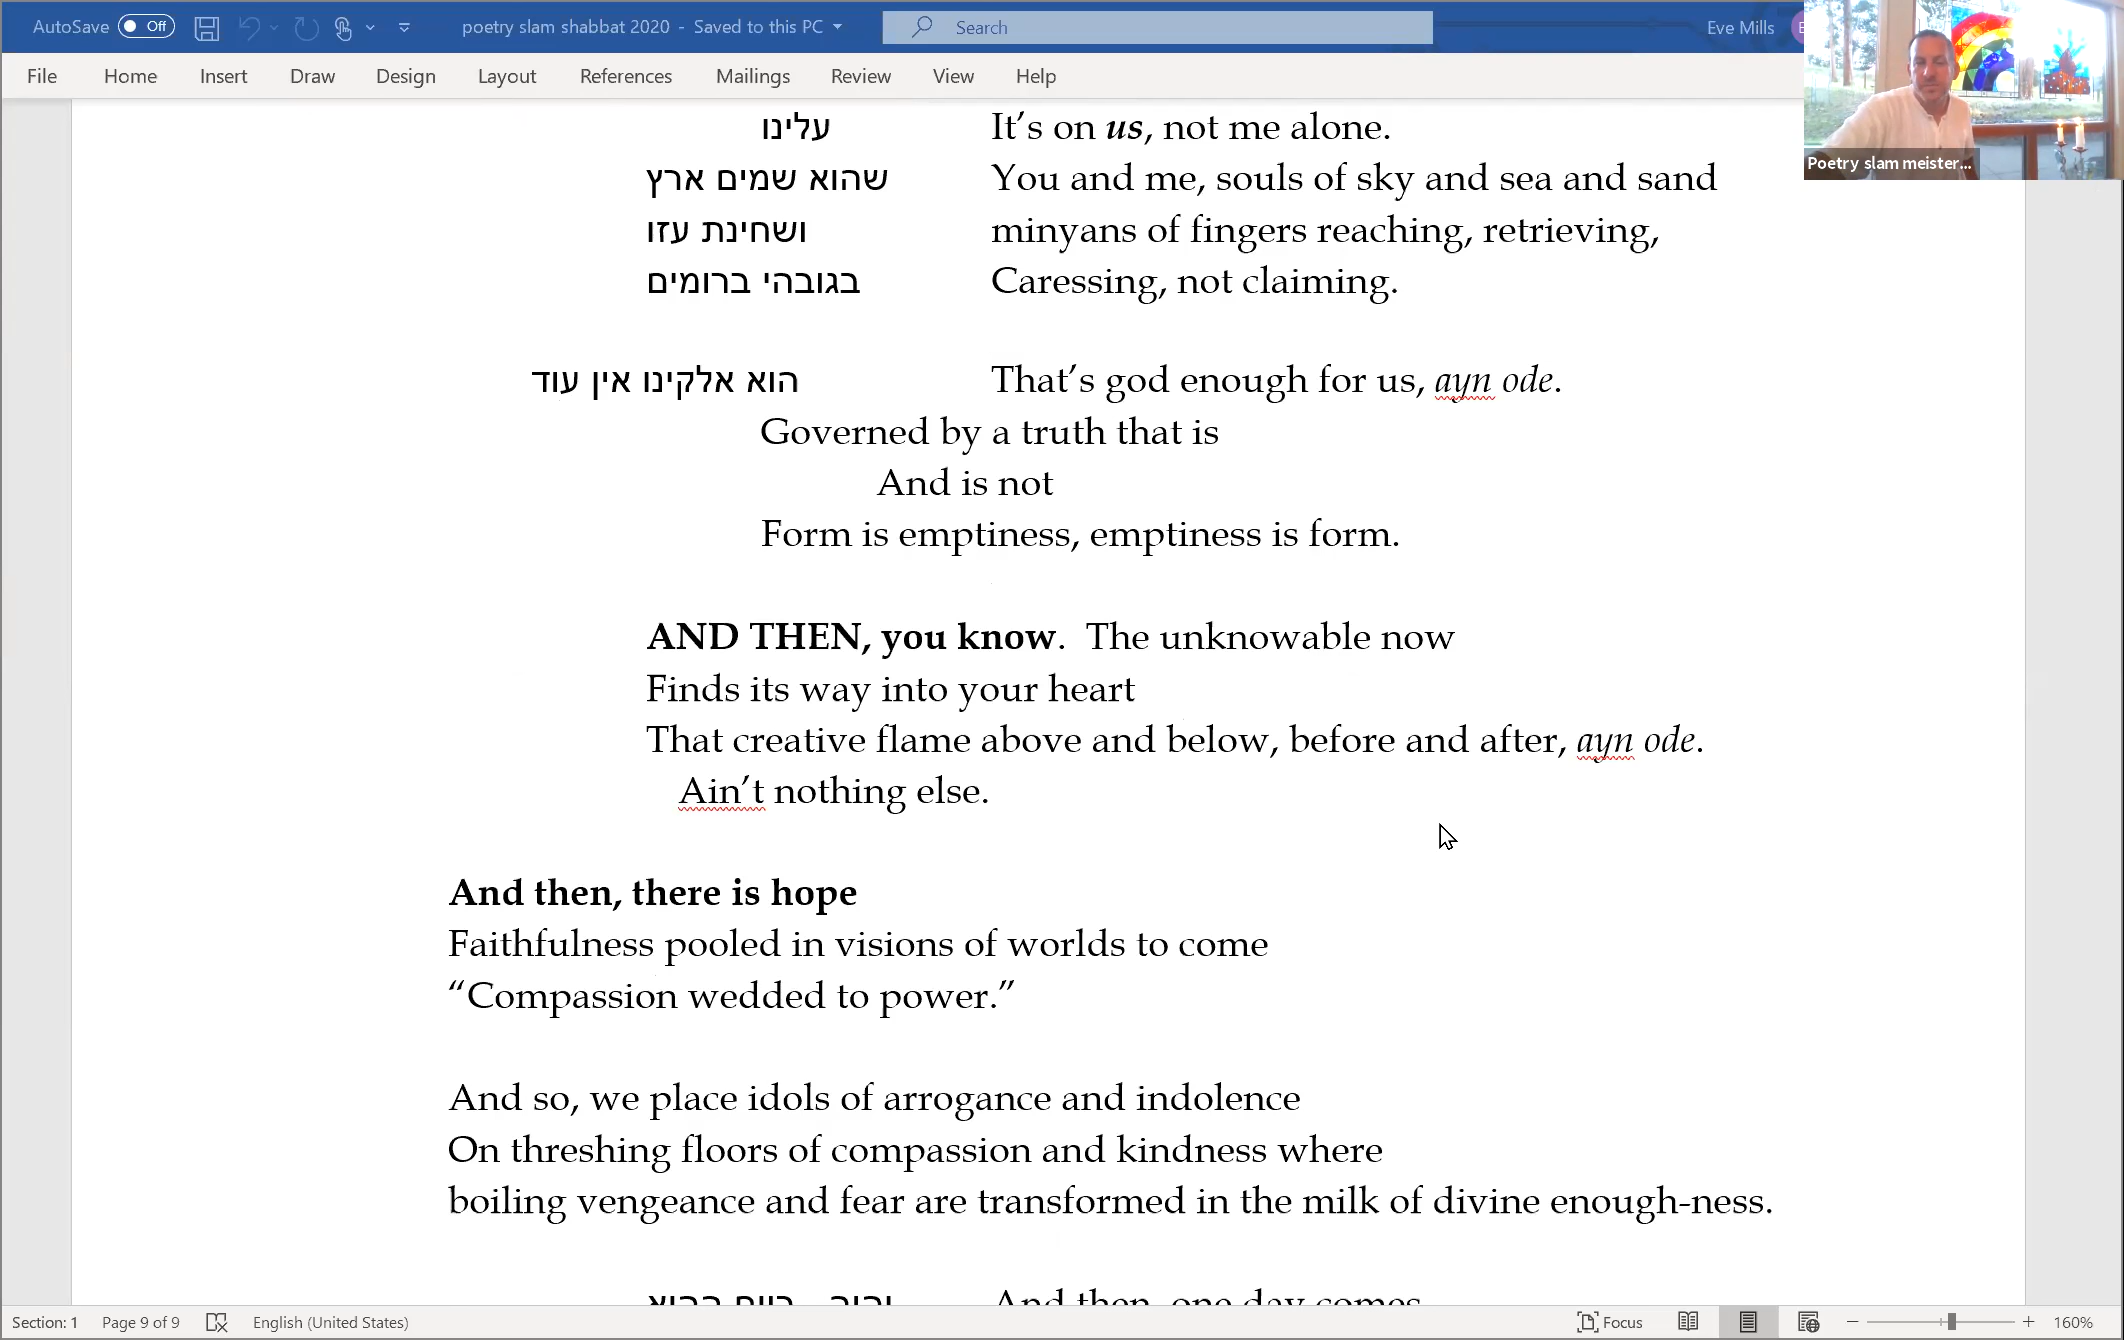 AutoSave Off poetry slam shabbat 2020 - Saved to this PC Search Eve Mills
File Home Insert Draw Design Layout References Mailings Review View Help
Poetry slam meister...
עלינו It's on us, not me alone.
שהוא שמים ארץ You and me, souls of sky and sea and sand
ושחינת עזו minyans of fingers reaching, retrieving,
בגובהי ברומים Caressing, not claiming.
הוא אלקינו אין עוד That's god enough for us, ayn ode.
Governed by a truth that is
And is not
Form is emptiness, emptiness is form.
AND THEN, you know. The unknowable now
Finds its way into your heart
That creative flame above and below, before and after, ayn ode.
Ain't nothing else.
And then, there is hope
Faithfulness pooled in visions of worlds to come
“Compassion wedded to power.”
And so, we place idols of arrogance and indolence
On threshing floors of compassion and kindness where
boiling vengeance and fear are transformed in the milk of divine enough-ness.
And then, one day comes
Section: 1 Page 9 of 9 English (United States) Focus 160%